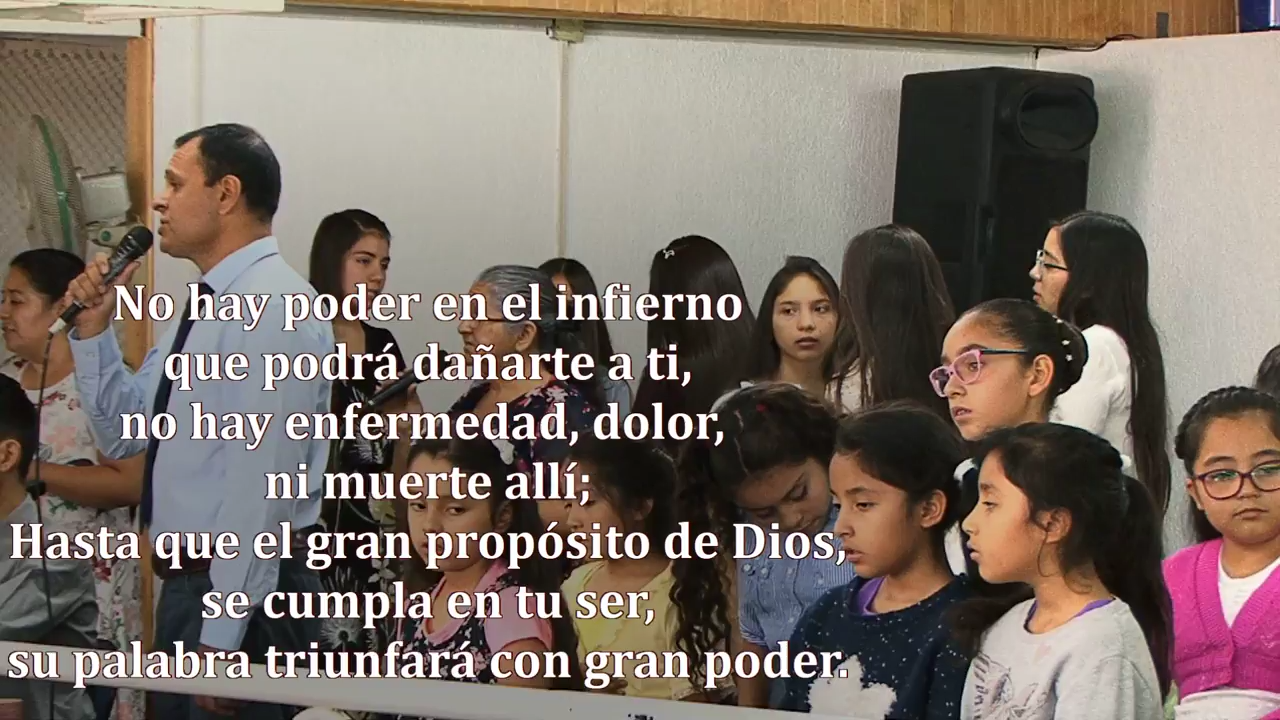 No hay poder en el infierno
que podrá dañarte a ti,
no hay enfermedad, dolor,
ni muerte allí;
Hasta que el gran propósito de Dios,
se cumpla en tu ser,
su palabra triunfará con gran poder.